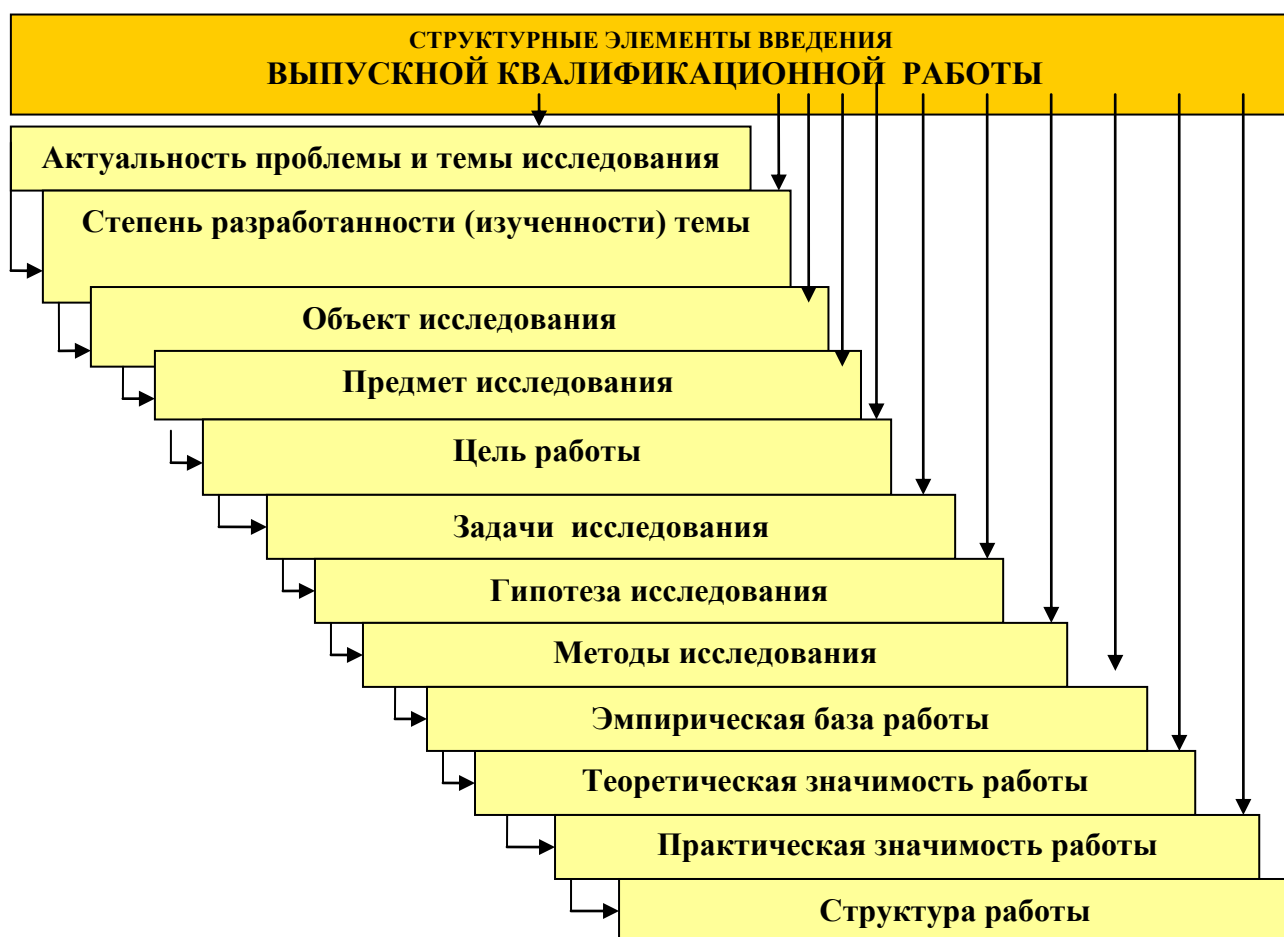 СТРУКТУРНЫЕ ЭЛЕМЕНТЫ ВВЕДЕНИЯ
ВЫПУСКНОЙ КВАЛИФИКАЦИОННОЙ РАБОТЫ
Актуальность проблемы и темы исследования
Степень разработанности (изученности) темы
Объект исследования
Предмет исследования
Цель работы
Задачи исследования
Гипотеза исследования
Методы исследования
Эмпирическая база работы
Теоретическая значимость работы
Практическая значимость работы
Структура работы